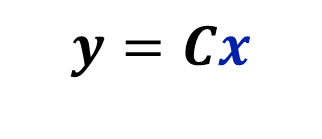 y = Cx